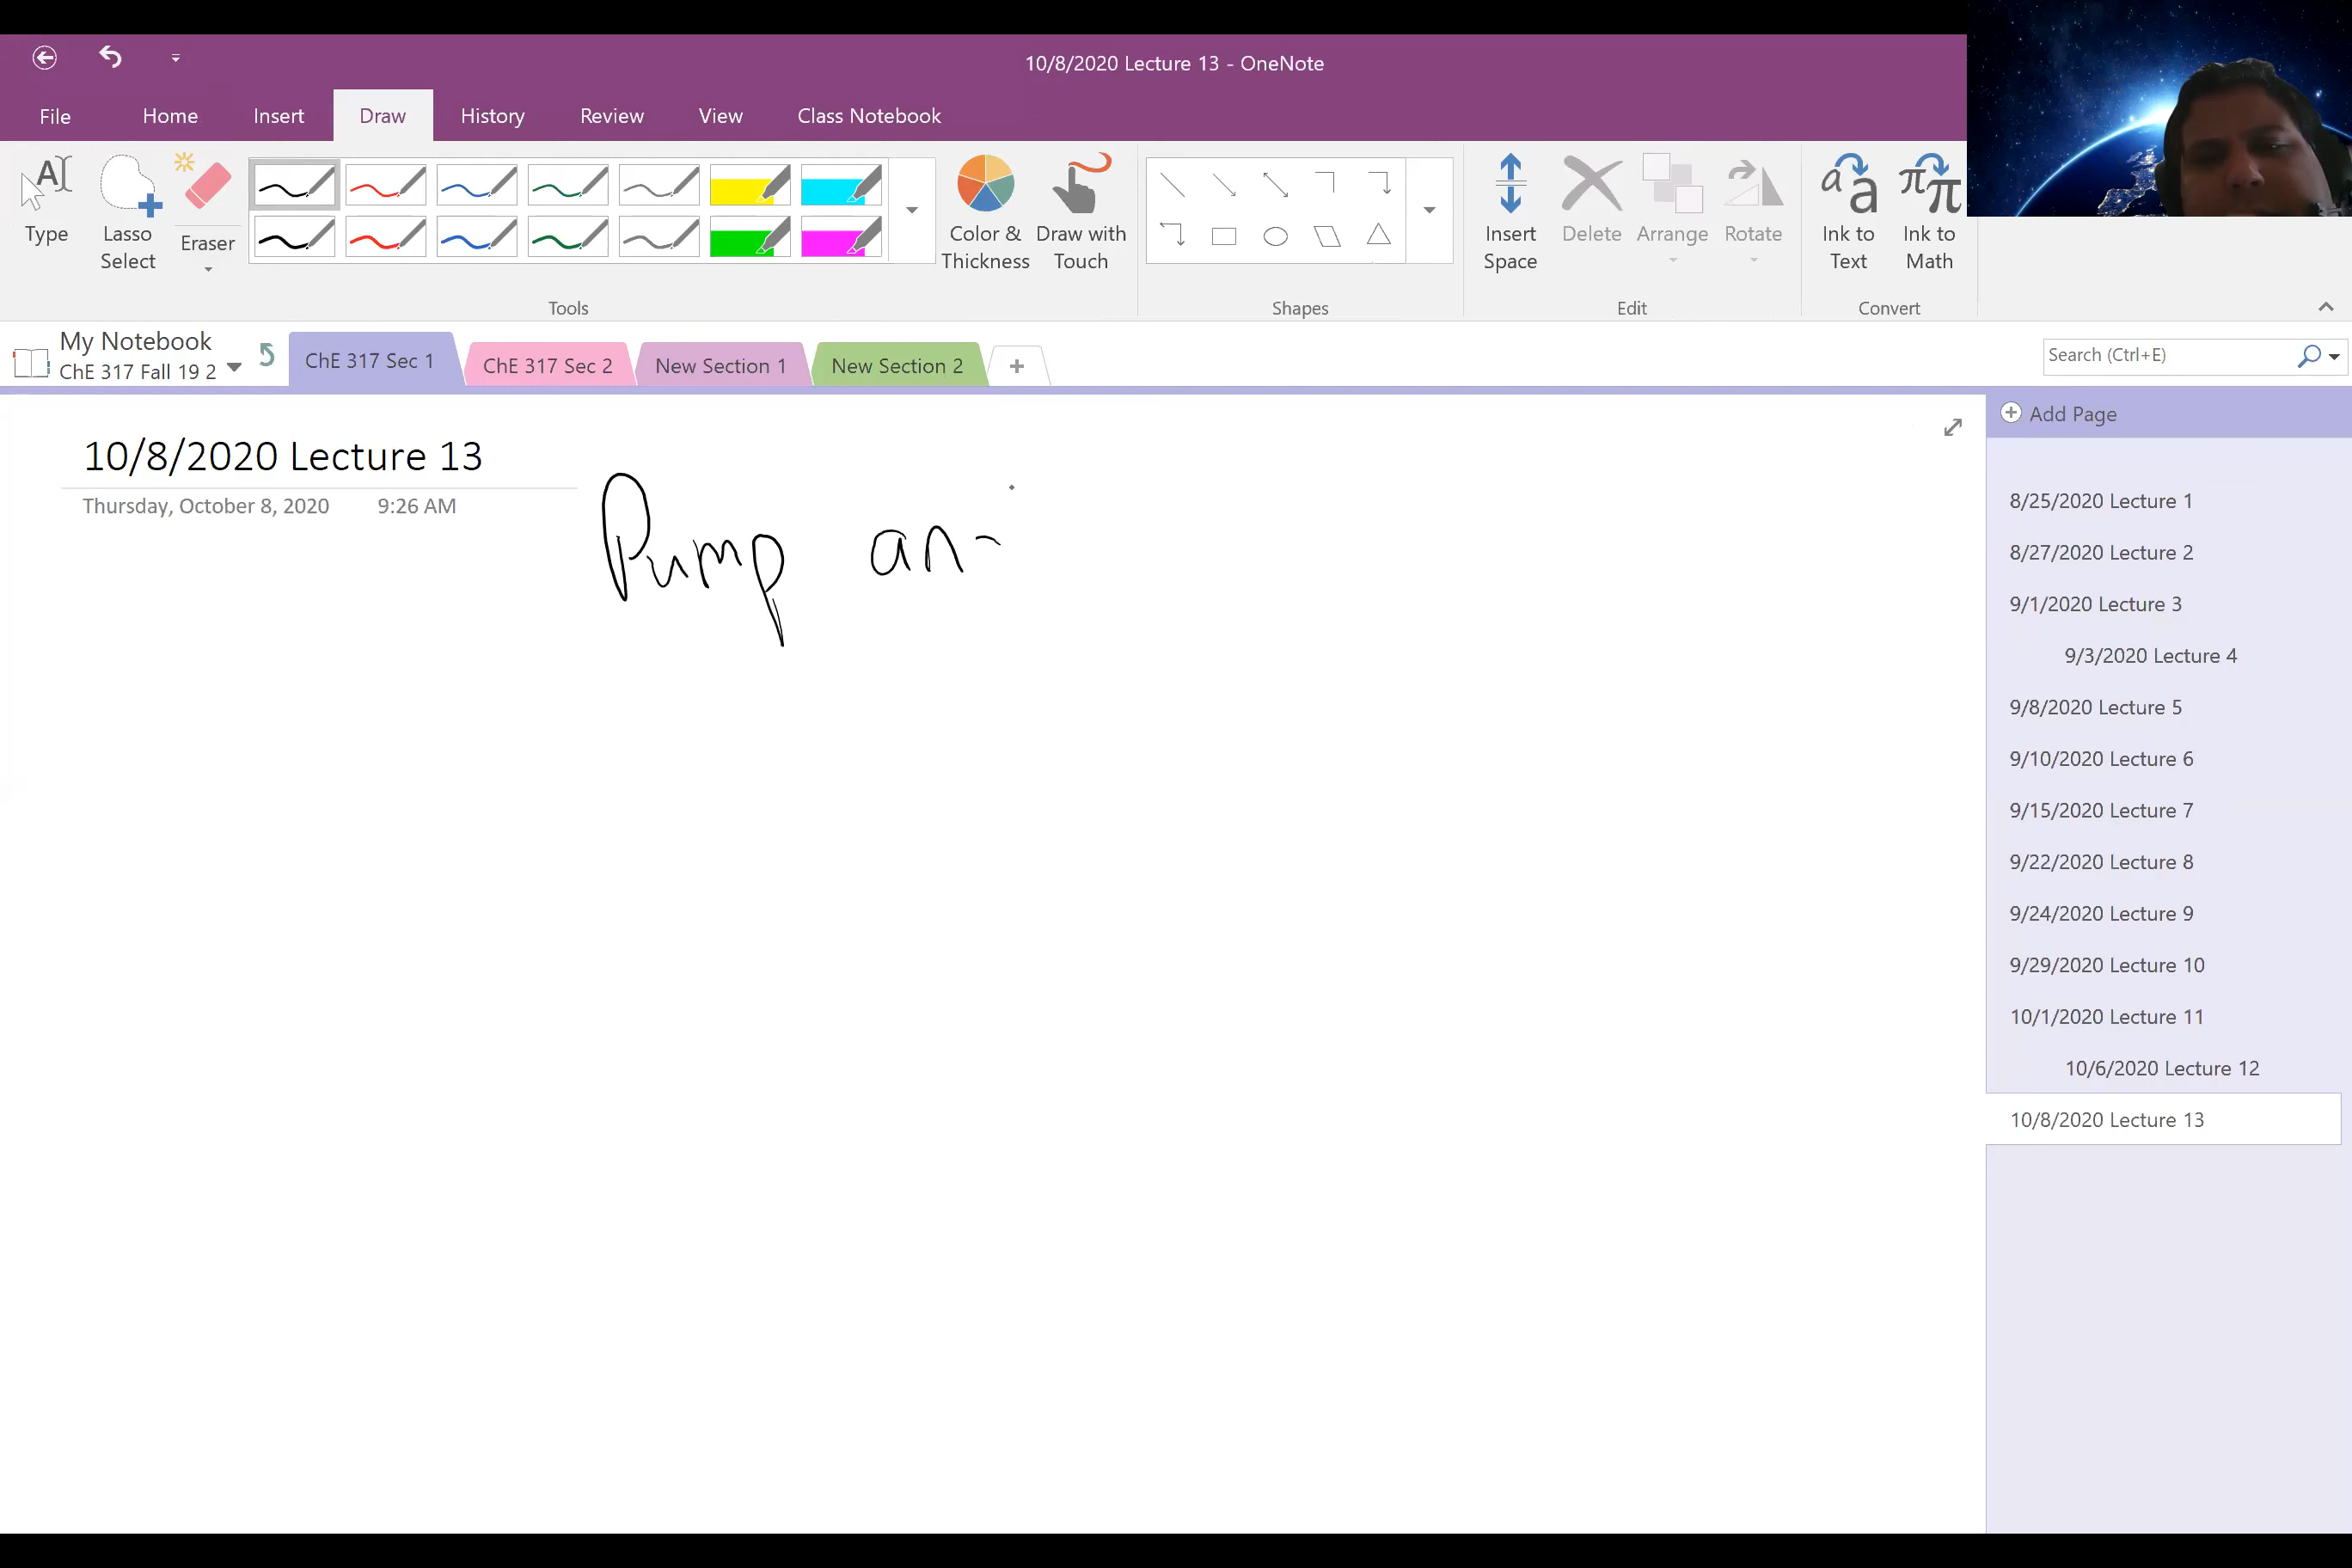 10/8/2020 Lecture 13 - OneNote
File Home Insert Draw History Review View Class Notebook
Type
Lasso Select
Eraser
Color & Thickness
Draw with Touch
Insert Space
Delete
Arrange
Rotate
Ink to Text
Ink to Math
Tools Shapes Edit Convert
My Notebook
ChE 317 Fall 19 2
ChE 317 Sec 1 ChE 317 Sec 2 New Section 1 New Section 2
Search (Ctrl+E)
10/8/2020 Lecture 13
Thursday, October 8, 2020 9:26 AM
Pump an
Add Page
8/25/2020 Lecture 1
8/27/2020 Lecture 2
9/1/2020 Lecture 3
9/3/2020 Lecture 4
9/8/2020 Lecture 5
9/10/2020 Lecture 6
9/15/2020 Lecture 7
9/22/2020 Lecture 8
9/24/2020 Lecture 9
9/29/2020 Lecture 10
10/1/2020 Lecture 11
10/6/2020 Lecture 12
10/8/2020 Lecture 13